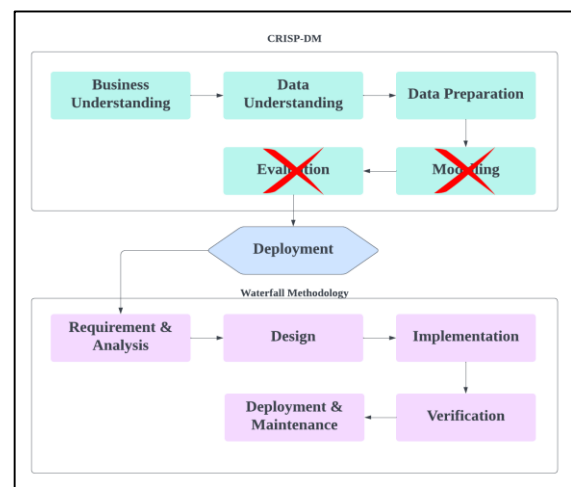 CRISP-DM
Business
Understanding
Data
Understanding
Data Preparation
Evaluation
Modelling
Deployment
Waterfall Methodology
Requirement &
Analysis
Design
Implementation
Deployment &
Maintenance
Verification